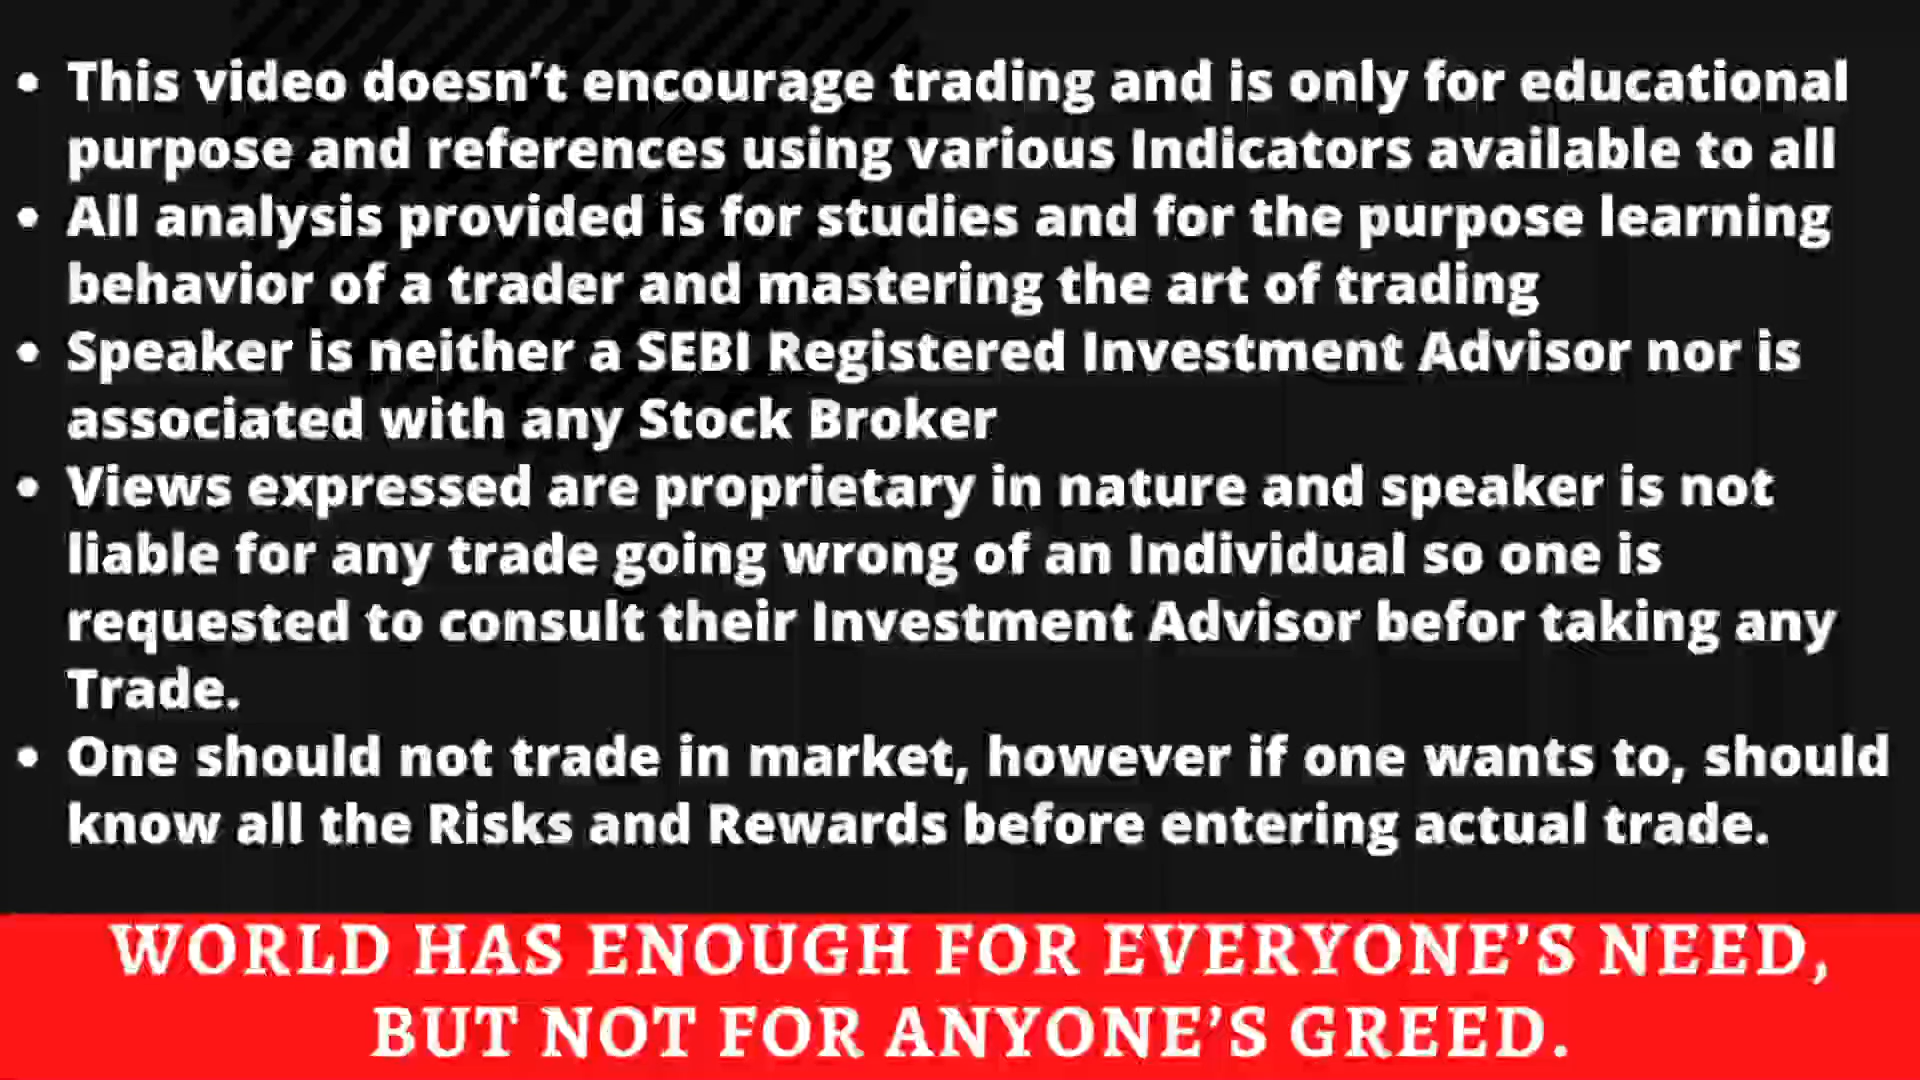 • This video doesn’t encourage trading and is only for educational
purpose and references using various Indicators available to all
• All analysis provided is for studies and for the purpose learning
behavior of a trader and mastering the art of trading
• Speaker is neither a SEBI Registered Investment Advisor nor is
associated with any Stock Broker
• Views expressed are proprietary in nature and speaker is not
liable for any trade going wrong of an Individual so one is
requested to consult their Investment Advisor befor taking any
Trade.
• One should not trade in market, however if one wants to, should
know all the Risks and Rewards before entering actual trade.
WORLD HAS ENOUGH FOR EVERYONE’S NEED,
BUT NOT FOR ANYONE’S GREED.